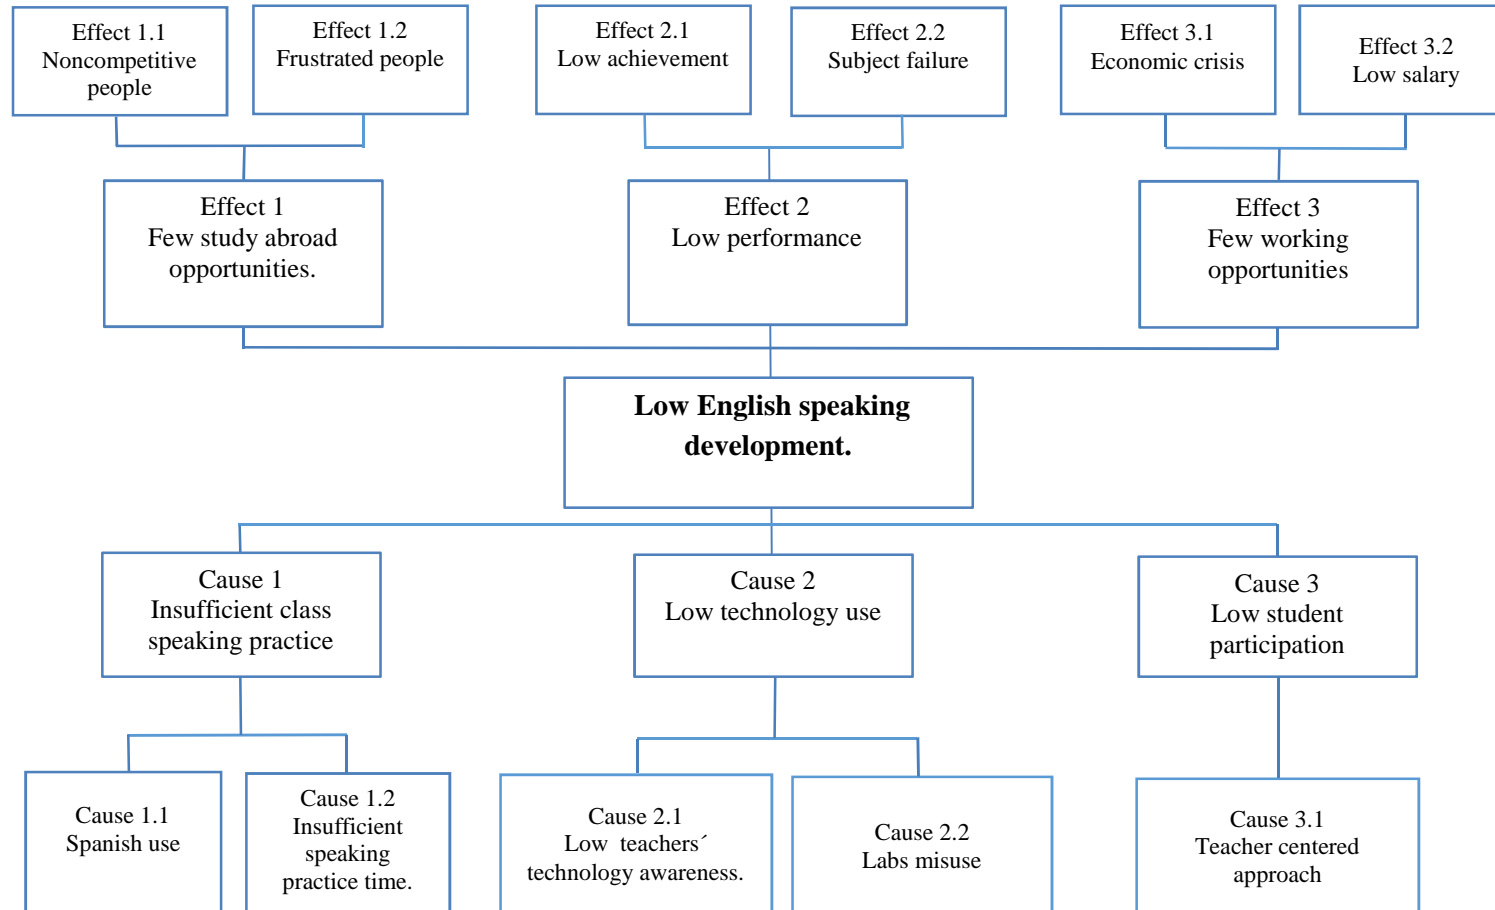 Effect 1.1
Noncompetitive
people
Effect 1.2
Frustrated people
Effect 2.1
Low achievement
Effect 2.2
Subject failure
Effect 3.1
Economic crisis
Effect 3.2
Low salary
Effect 1
Few study abroad
opportunities.
Effect 2
Low performance
Effect 3
Few working
opportunities
Low English speaking
development.
Cause 1
Insufficient class
speaking practice
Cause 2
Low technology use
Cause 3
Low student
participation
Cause 1.1
Spanish use
Cause 1.2
Insufficient
speaking
practice time.
Cause 2.1
Low teachers´
technology awareness.
Cause 2.2
Labs misuse
Cause 3.1
Teacher centered
approach